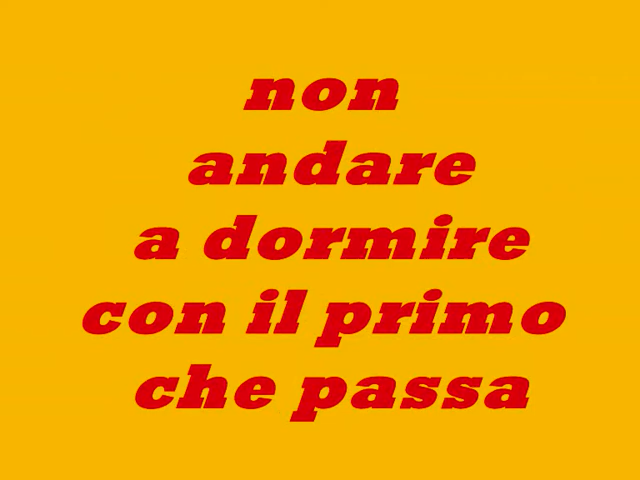 non
andare
a dormire
con il primo
che passa